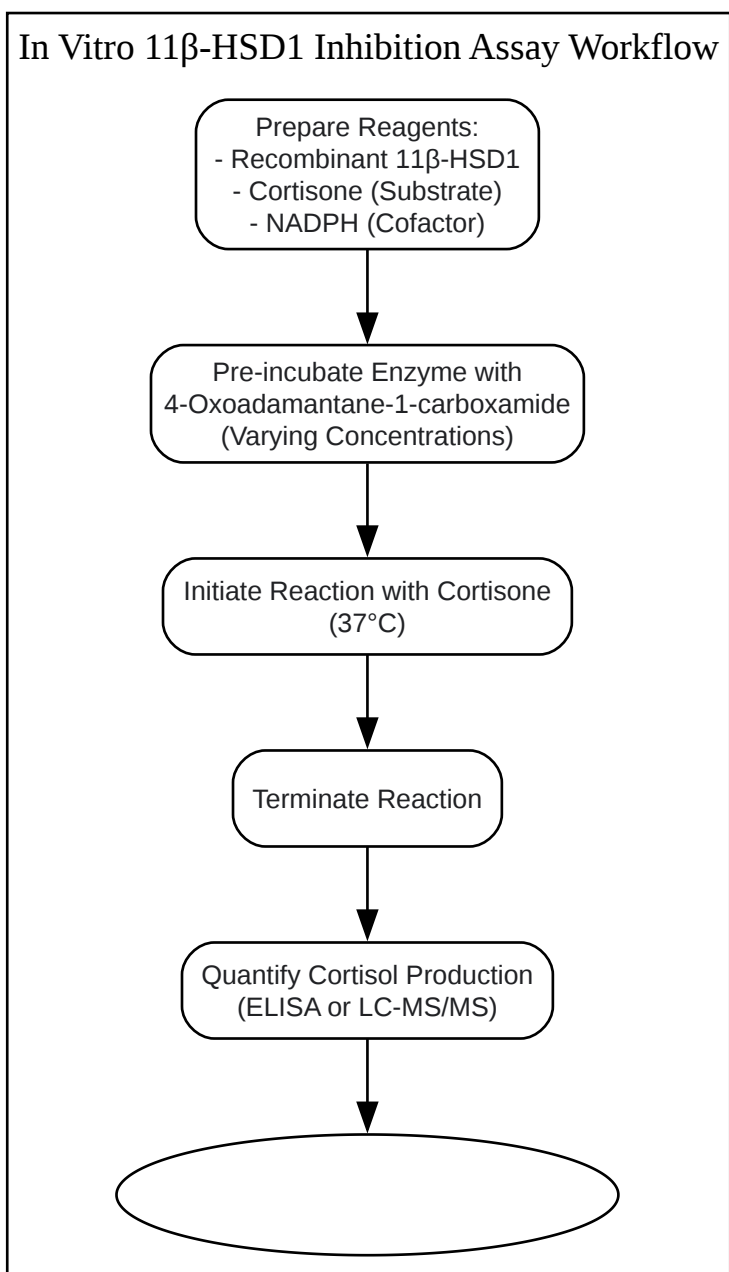 In Vitro 11β-HSD1 Inhibition Assay Workflow
Prepare Reagents:
- Recombinant 11β-HSD1
- Cortisone (Substrate)
- NADPH (Cofactor)
Pre-incubate Enzyme with
4-Oxoadamantane-1-carboxamide
(Varying Concentrations)
Initiate Reaction with Cortisone
(37°C)
Terminate Reaction
Quantify Cortisol Production
(ELISA or LC-MS/MS)